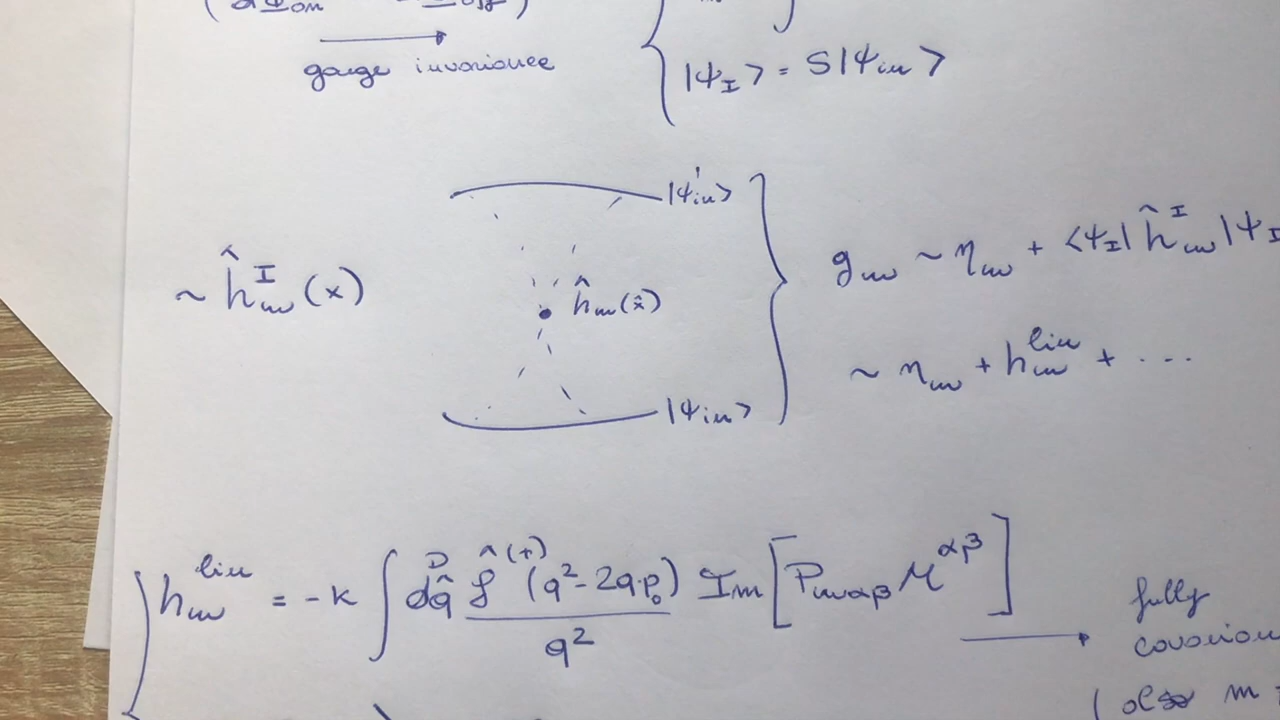 gauge invariance
|ψ_I> = S|ψ_in>
|ψ'_in>
~ ĥ^I_μν(x)
ĥ_μν(x̂)
g_μν ~ η_μν + <ψ_I| ĥ^I_μν |ψ_I
~ η_μν + h^lin_μν + ....
|ψ_in>
h^lin_μν = -κ ∫ d̂^D q δ̂^(+)(q²-2q·p₀) / q² Im [P_μναβ M^αβ]
fully